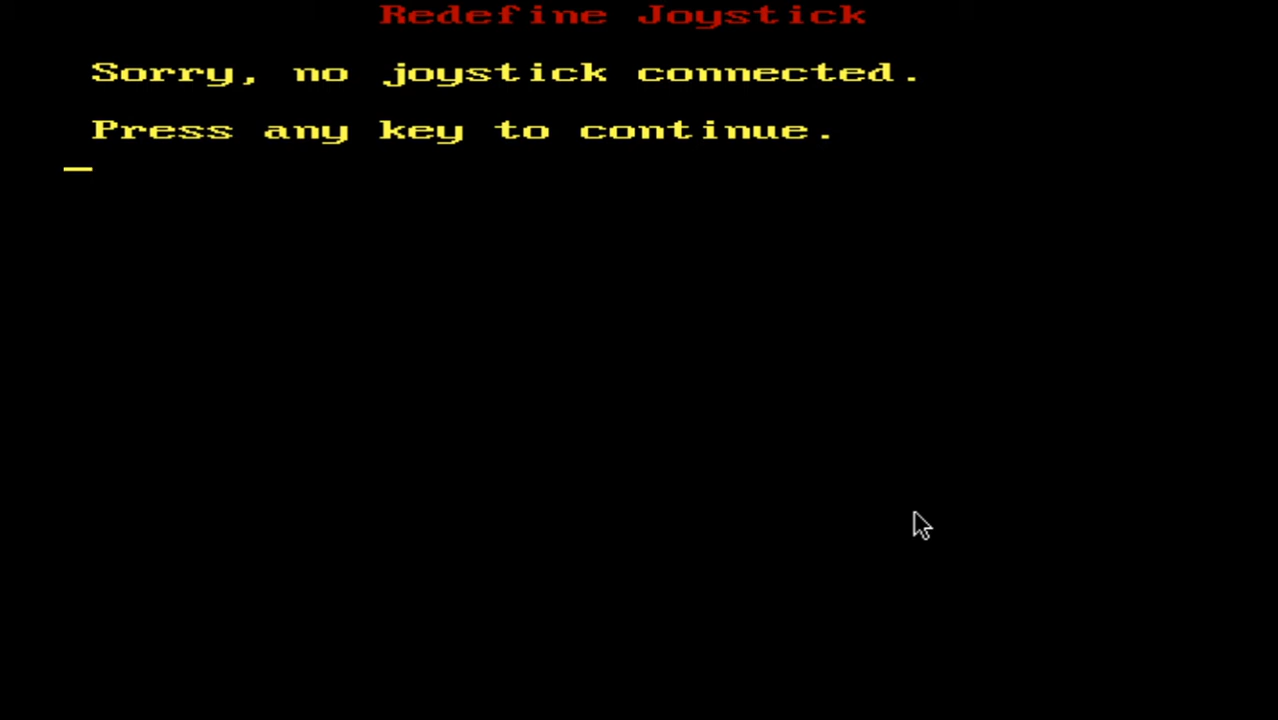 Redefine Joystick
Sorry, no joystick connected.
Press any key to continue.
_